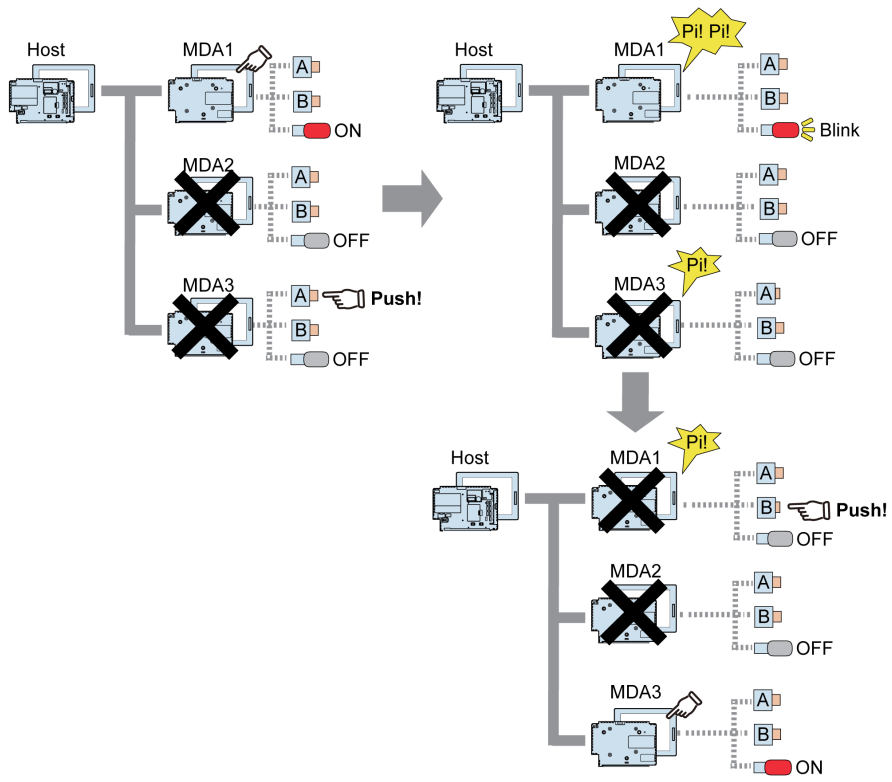 Host
MDA1
A
B
ON
MDA2
A
B
OFF
MDA3
A
Push!
B
OFF
Host
MDA1
Pi! Pi!
A
B
Blink
MDA2
A
B
OFF
MDA3
Pi!
A
B
OFF
Host
MDA1
Pi!
A
B
Push!
OFF
MDA2
A
B
OFF
MDA3
A
B
ON